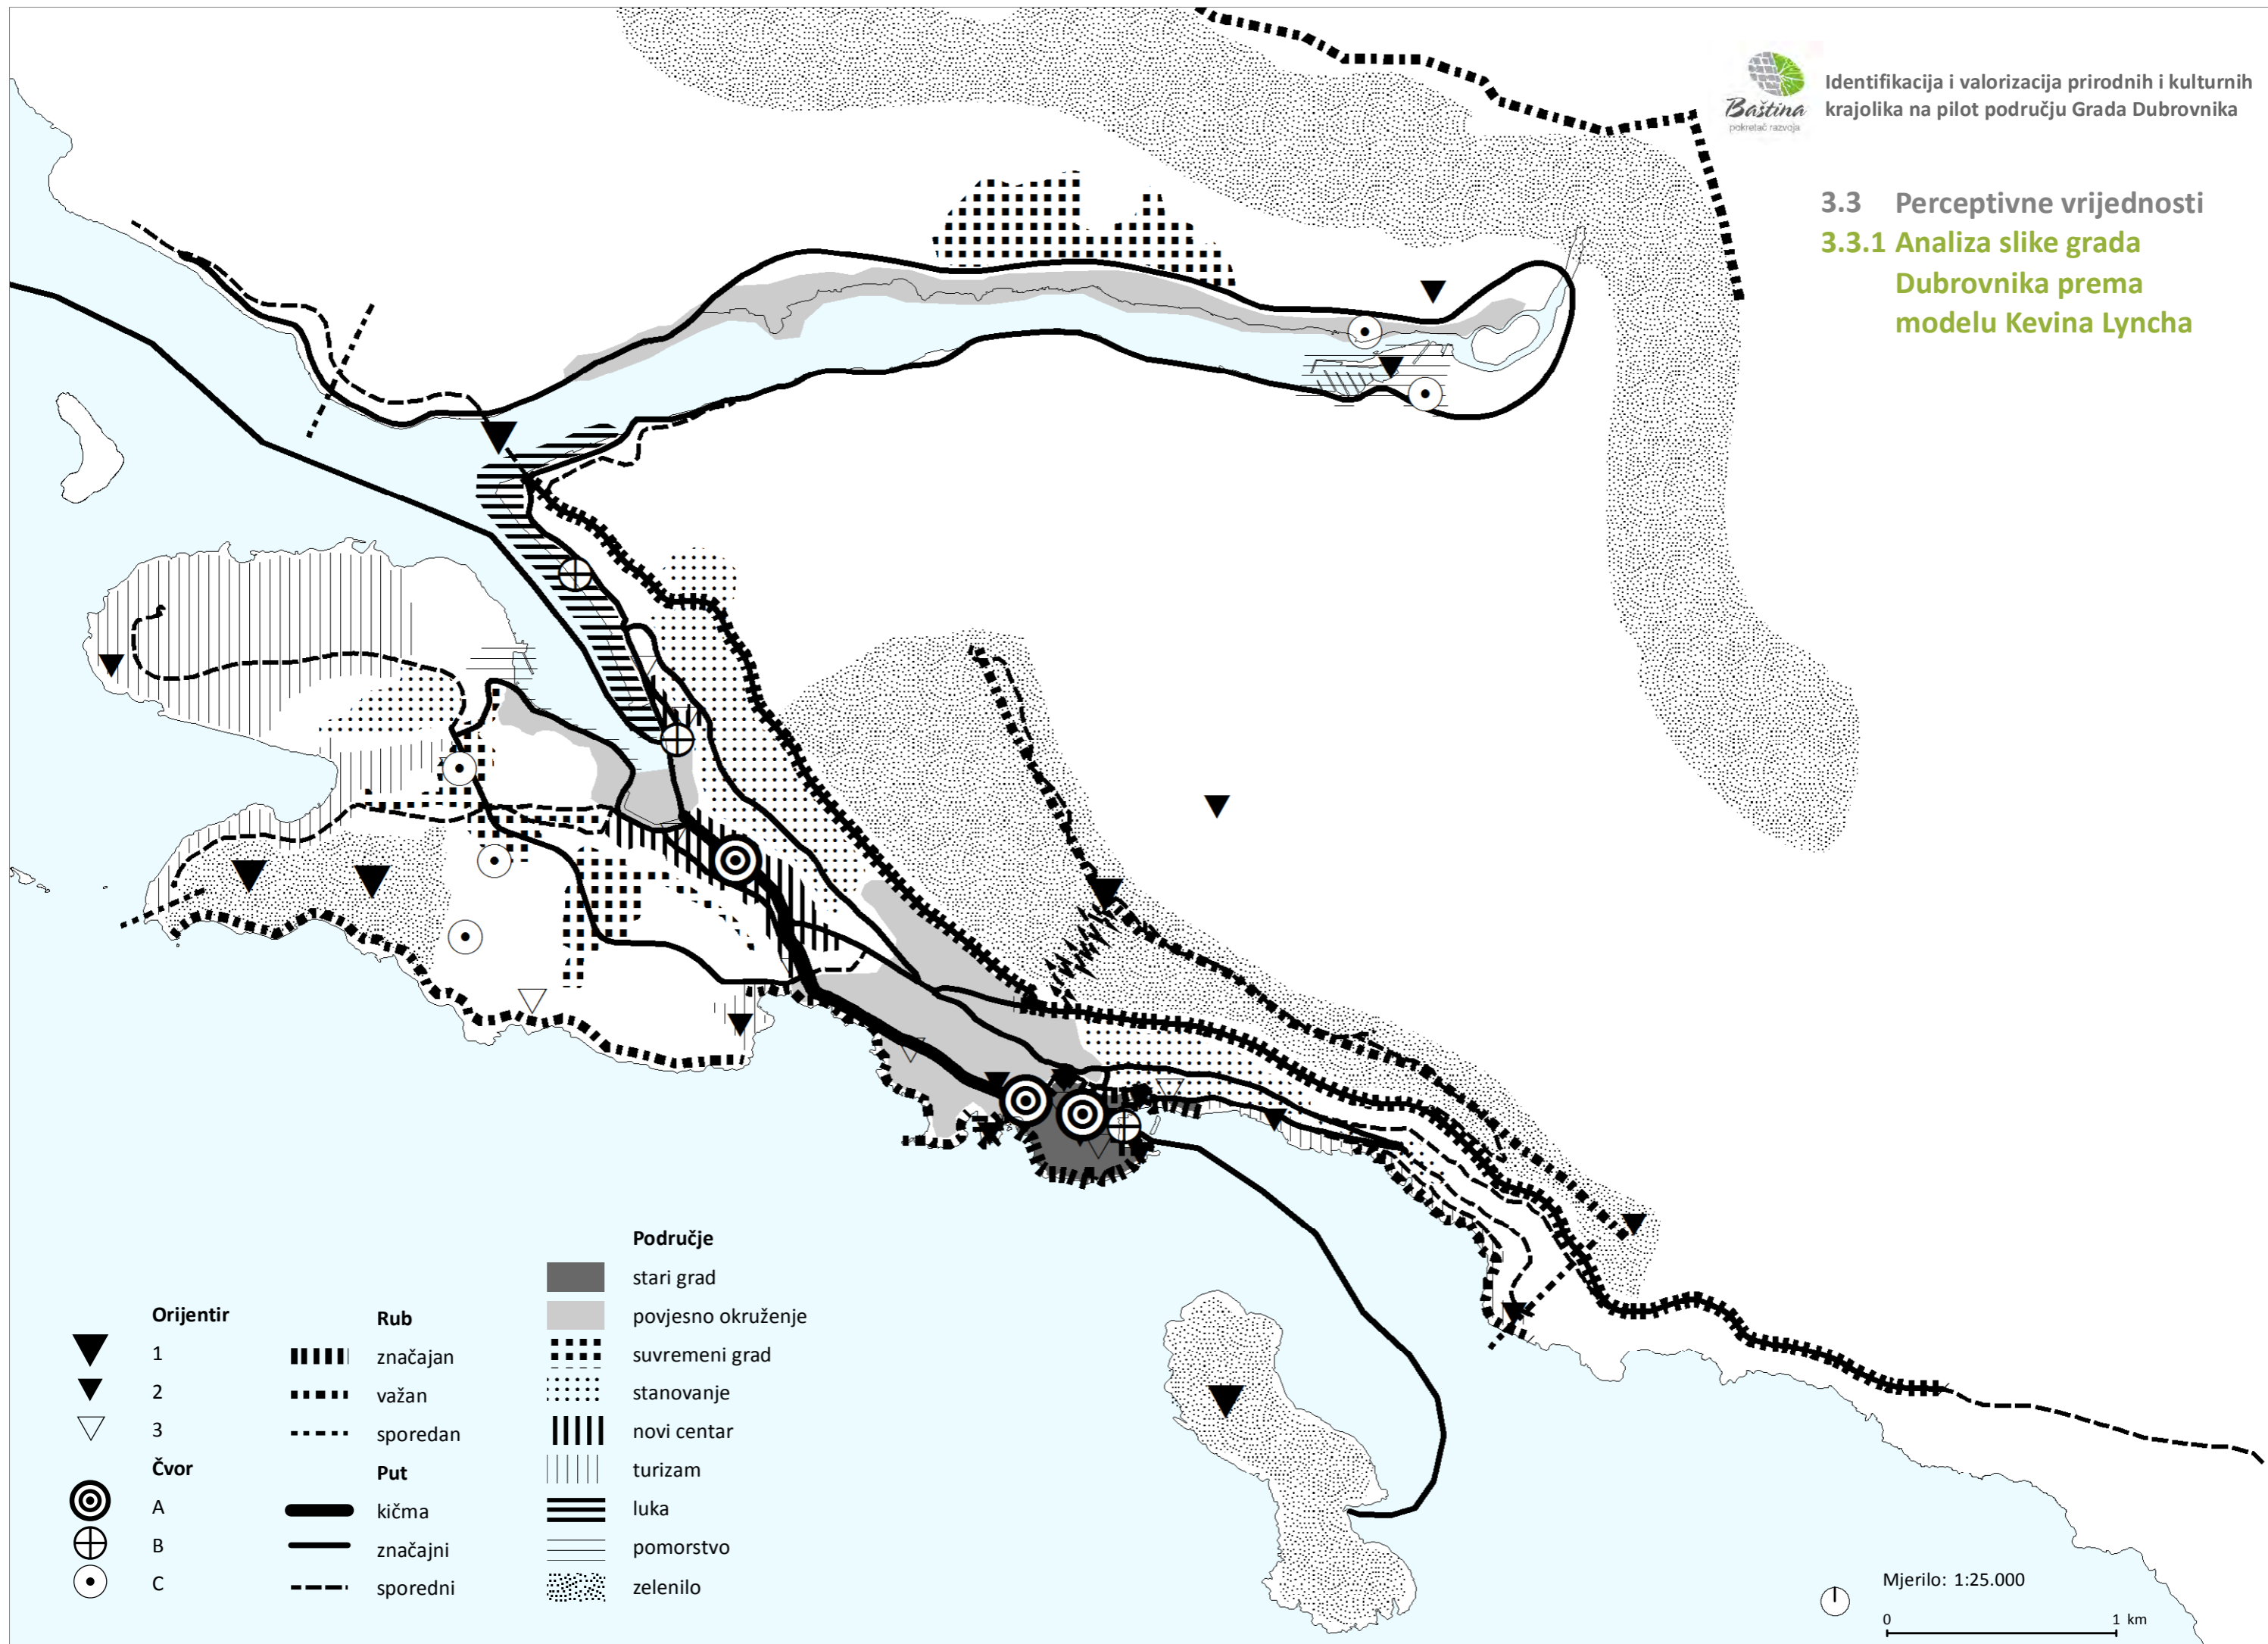 Baština
pokretač razvoja
Identifikacija i valorizacija prirodnih i kulturnih
krajolika na pilot području Grada Dubrovnika
3.3 Perceptivne vrijednosti
3.3.1 Analiza slike grada
Dubrovnika prema
modelu Kevina Lyncha
Orijentir
1
2
3
Čvor
A
B
C
Rub
značajan
važan
sporedan
Put
kičma
značajni
sporedni
Područje
stari grad
povjesno okruženje
suvremeni grad
stanovanje
novi centar
turizam
luka
pomorstvo
zelenilo
Mjerilo: 1:25.000
0 1 km